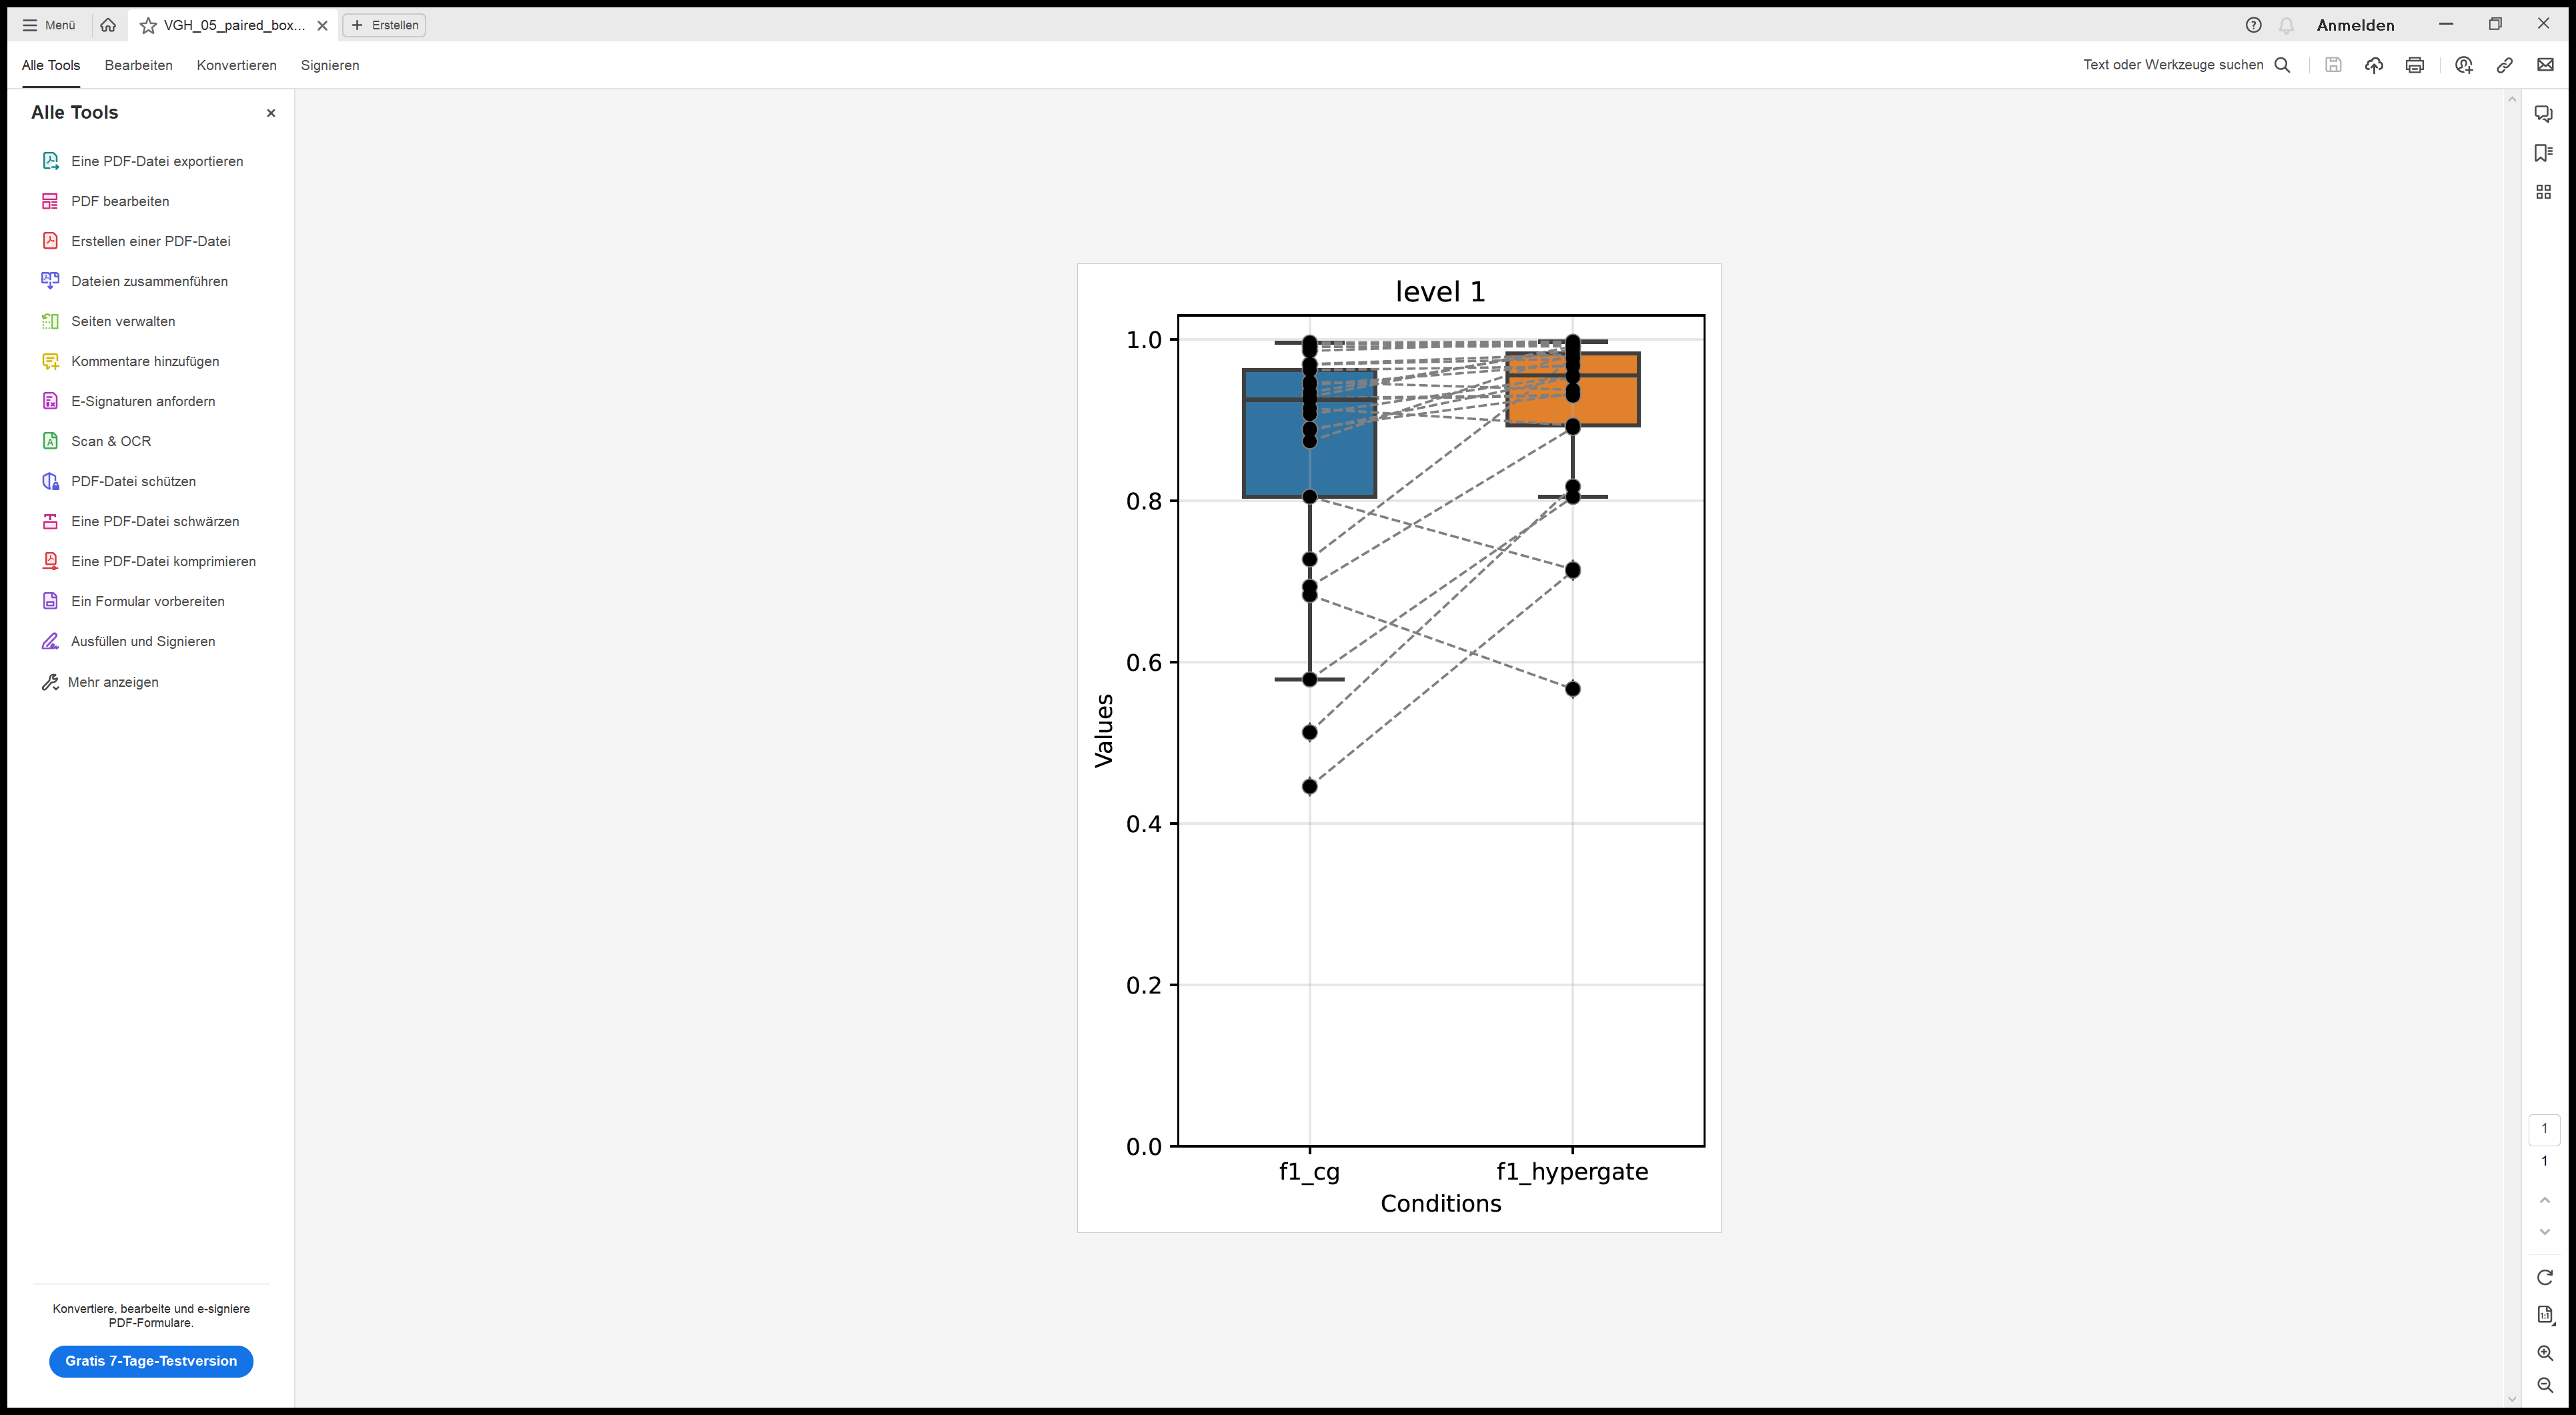 Menü
VGH_05_paired_box...
Erstellen
Anmelden
Alle Tools
Bearbeiten
Konvertieren
Signieren
Text oder Werkzeuge suchen
Alle Tools
Eine PDF-Datei exportieren
PDF bearbeiten
Erstellen einer PDF-Datei
Dateien zusammenführen
Seiten verwalten
Kommentare hinzufügen
E-Signaturen anfordern
Scan & OCR
PDF-Datei schützen
Eine PDF-Datei schwärzen
Eine PDF-Datei komprimieren
Ein Formular vorbereiten
Ausfüllen und Signieren
Mehr anzeigen
Konvertiere, bearbeite und e-signiere
PDF-Formulare.
Gratis 7-Tage-Testversion
level 1
1.0
0.8
0.6
0.4
0.2
0.0
Values
f1_cg
f1_hypergate
Conditions
1
1